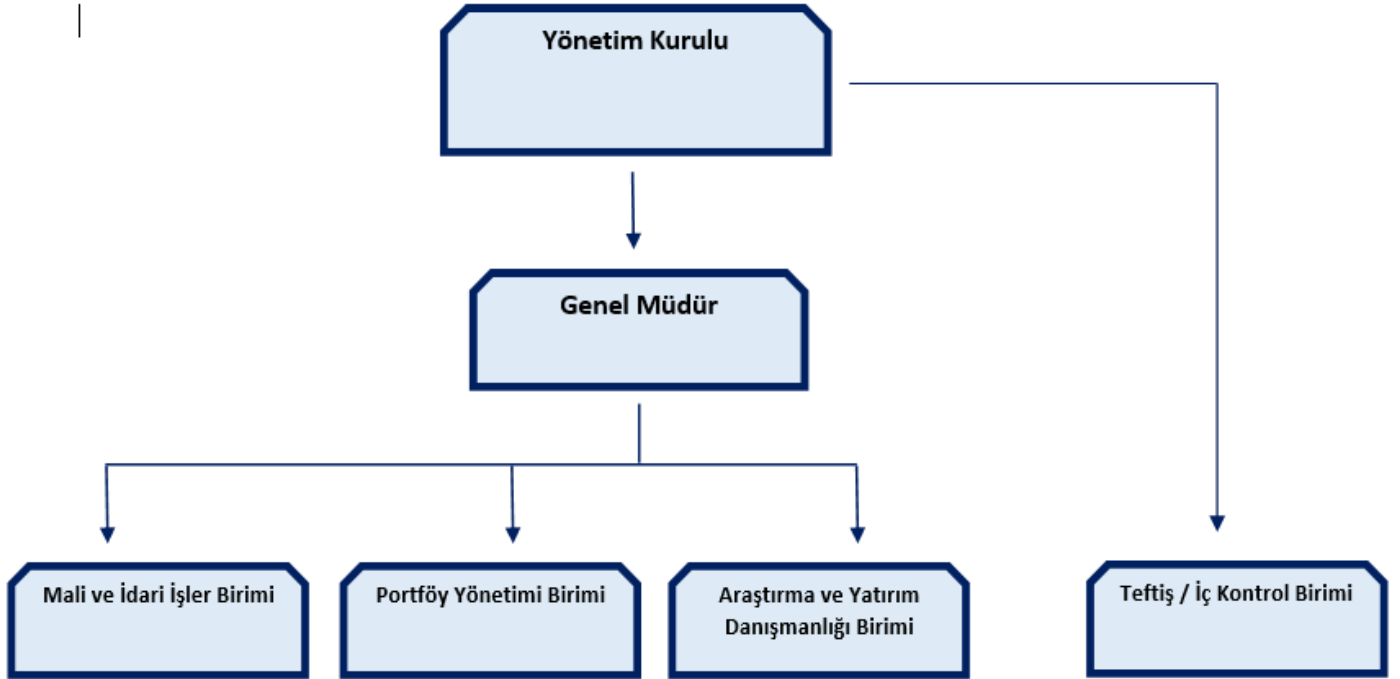 Yönetim Kurulu
Genel Müdür
Mali ve İdari İşler Birimi
Portföy Yönetimi Birimi
Araştırma ve Yatırım
Danışmanlığı Birimi
Teftiş / İç Kontrol Birimi